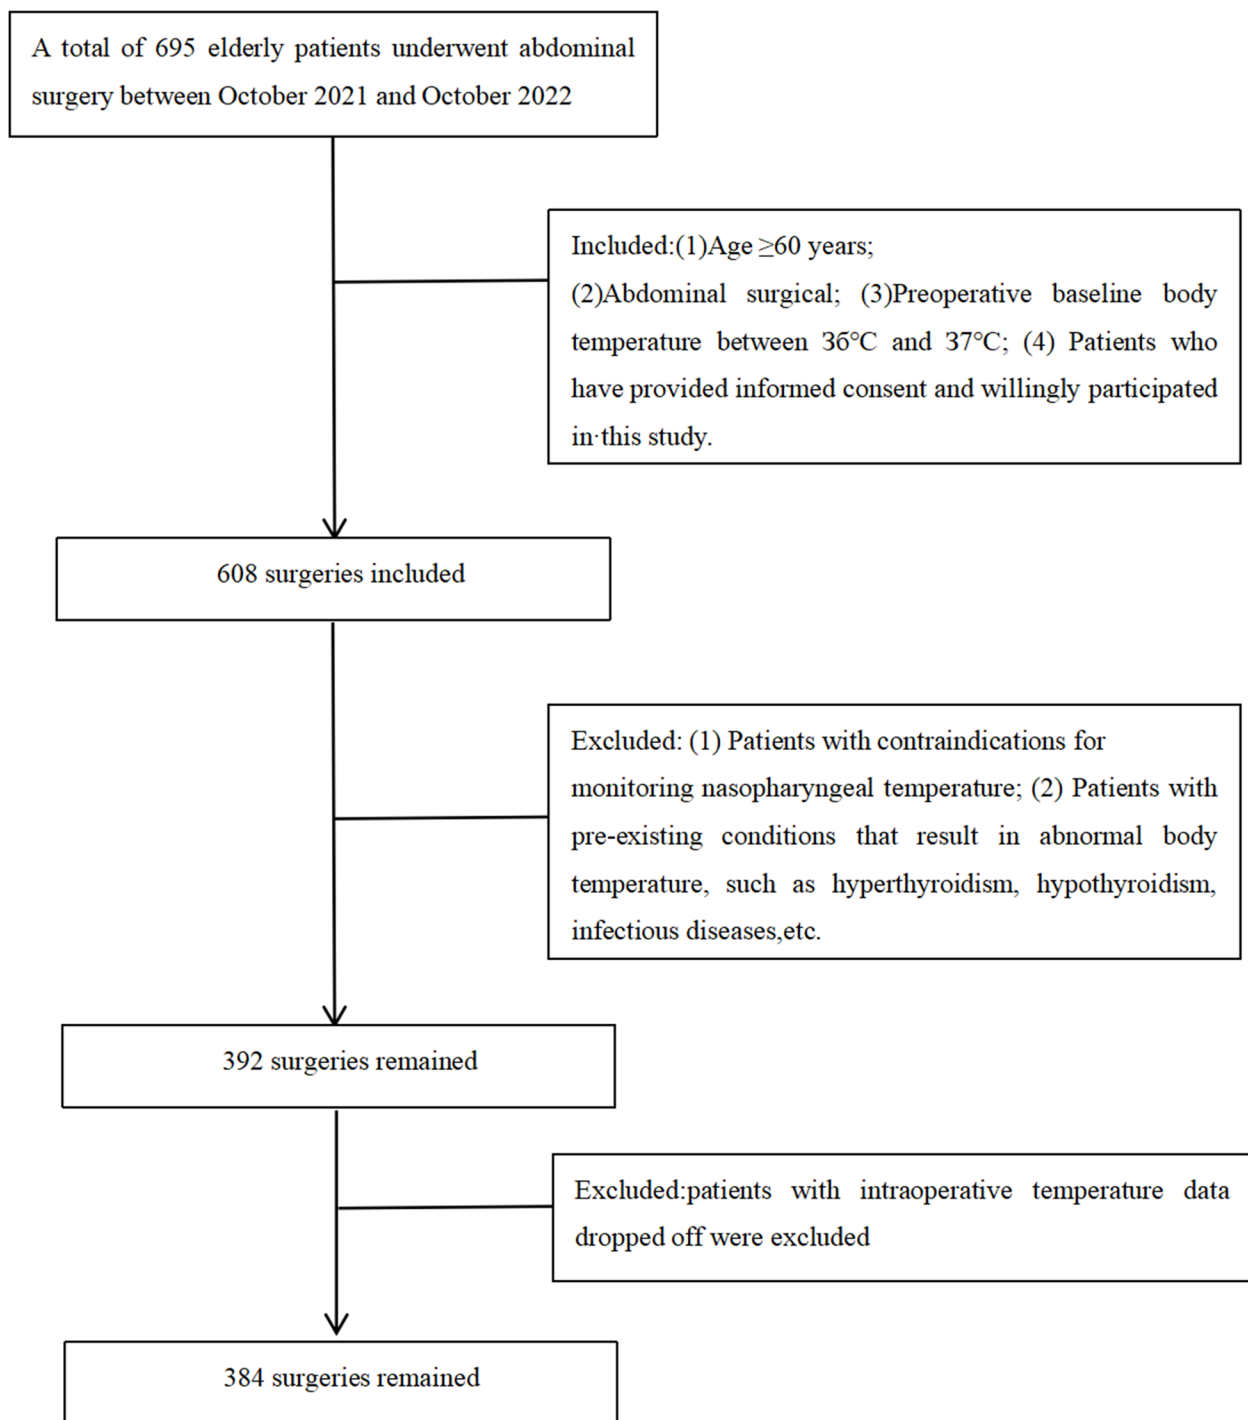 A total of 695 elderly patients underwent abdominal
surgery between October 2021 and October 2022
Included:(1)Age ≥60 years;
(2)Abdominal surgical; (3)Preoperative baseline body
temperature between 36°C and 37°C; (4) Patients who
have provided informed consent and willingly participated
in·this study.
608 surgeries included
Excluded: (1) Patients with contraindications for
monitoring nasopharyngeal temperature; (2) Patients with
pre-existing conditions that result in abnormal body
temperature, such as hyperthyroidism, hypothyroidism,
infectious diseases,etc.
392 surgeries remained
Excluded:patients with intraoperative temperature data
dropped off were excluded
384 surgeries remained